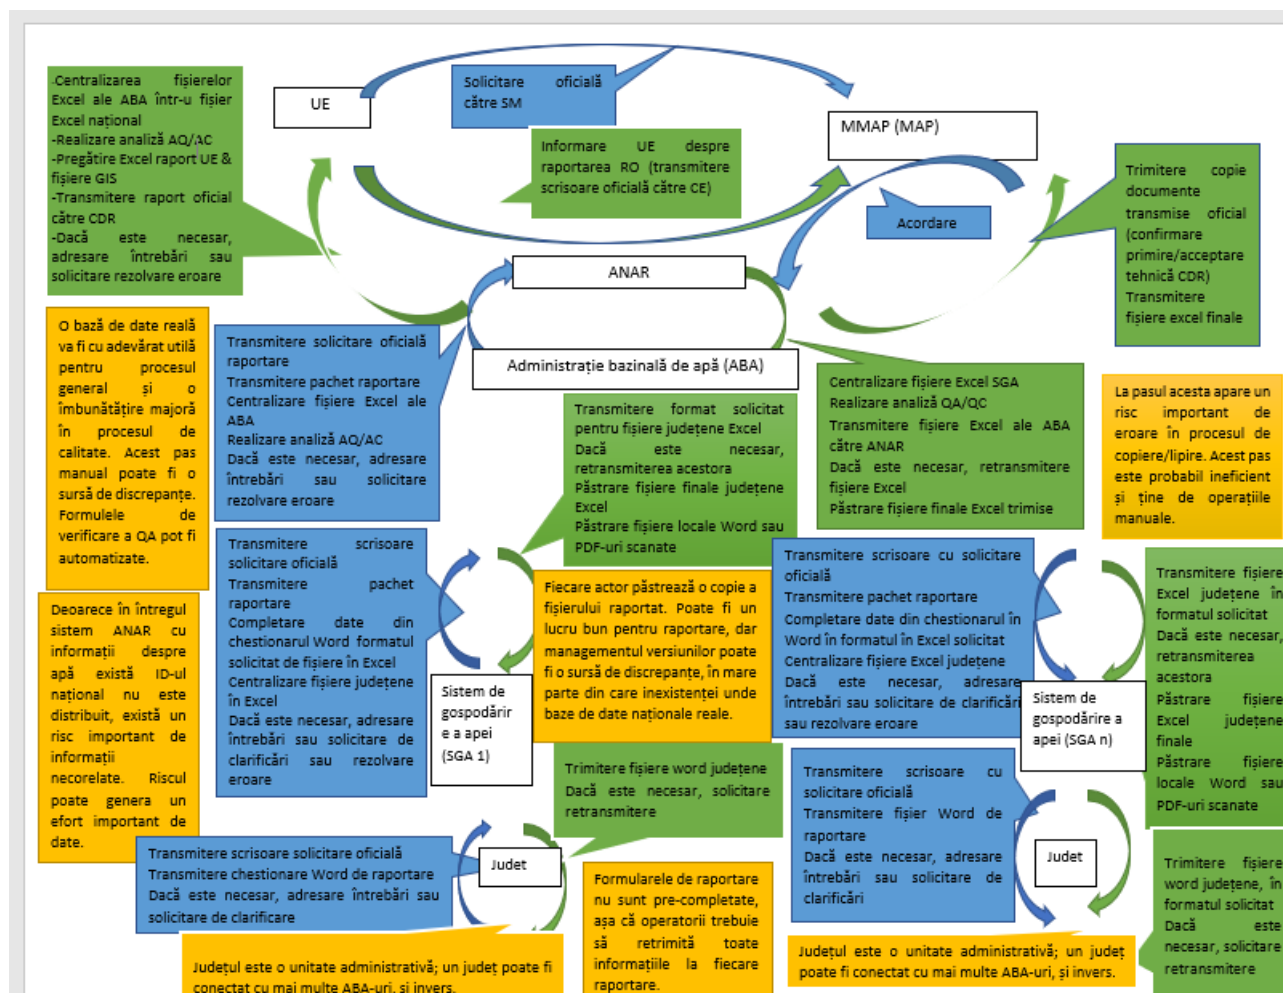 -Centralizarea fișierelor
Excel ale ABA într-u fișier
Excel național
-Realizare analiză AQ/AC
-Pregătire Excel raport UE &
fișiere GIS
-Transmitere raport oficial
către CDR
-Dacă este necesar,
adresare întrebări sau
solicitare rezolvare eroare
UE
Solicitare oficială
către SM
MMAP (MAP)
Informare UE despre
raportarea RO (transmitere
scrisoare oficială către CE)
Acordare
Trimitere copie
documente
transmise oficial
(confirmare
primire/acceptare
tehnică CDR)
Transmitere
fișiere excel finale
ANAR
Administrație bazinală de apă (ABA)
O bază de date reală
va fi cu adevărat utilă
pentru procesul
general și o
îmbunătățire majoră
în procesul de
calitate. Acest pas
manual poate fi o
sursă de discrepanțe.
Formulele de
verificare a QA pot fi
automatizate.
Transmitere solicitare oficială
raportare
Transmitere pachet raportare
Centralizare fișiere Excel ale
ABA
Realizare analiză AQ/AC
Dacă este necesar, adresare
întrebări sau solicitare
rezolvare eroare
Transmitere format solicitat
pentru fișiere județene Excel
Dacă este necesar,
retransmiterea acestora
Păstrare fișiere finale județene
Excel
Păstrare fișiere locale Word sau
PDF-uri scanate
Centralizare fișiere Excel SGA
Realizare analiză QA/QC
Transmitere fișiere Excel ale ABA
către ANAR
Dacă este necesar, retransmitere
fișiere Excel
Păstrare fișiere finale Excel trimise
La pasul acesta apare un
risc important de
eroare în procesul de
copiere/lipire. Acest pas
este probabil ineficient
și ține de operațiile
manuale.
Deoarece în întregul
sistem ANAR cu
informații despre
apă există ID-ul
național nu este
distribuit, există un
risc important de
informații
necorelate. Riscul
poate genera un
efort important de
date.
Transmitere scrisoare
solicitare oficială
Transmitere pachet
raportare
Completare date din
chestionarul Word formatul
solicitat de fișiere în Excel
Centralizare fișiere județene
în Excel
Dacă este necesar, adresare
întrebări sau solicitare de
clarificări sau rezolvare
eroare
Sistem de
gospodărir
e a apei
(SGA 1)
Fiecare actor păstrează o copie a
fișierului raportat. Poate fi un
lucru bun pentru raportare, dar
managementul versiunilor poate
fi o sursă de discrepanțe, în mare
parte din care inexistenței unde
baze de date naționale reale.
Transmitere scrisoare cu solicitare
oficială
Transmitere pachet raportare
Completare date din chestionarul în
Word în formatul în Excel solicitat
Centralizare fișiere Excel județene
Dacă este necesar, adresare
întrebări sau solicitare de clarificări
sau rezolvare eroare
Sistem de
gospodărire a
apei (SGA n)
Transmitere fișiere
Excel județene în
formatul solicitat
Dacă este necesar,
retransmiterea
acestora
Păstrare fișiere
Excel județene
finale
Păstrare fișiere
locale Word sau
PDF-uri scanate
Trimitere fișiere word județene
Dacă este necesar, solicitare
retransmitere
Transmitere scrisoare cu
solicitare oficială
Transmitere fișier Word de
raportare
Dacă este necesar, adresare
întrebări sau solicitare de
clarificări
Judet
Transmitere scrisoare solicitare oficială
Transmitere chestionare Word de raportare
Dacă este necesar, adresare întrebări sau
solicitare de clarificare
Judet
Formularele de raportare
nu sunt pre-completate,
așa că operatorii trebuie
să retrimită toate
informațiile la fiecare
raportare.
Trimitere fișiere
word județene, în
formatul solicitat
Dacă este
necesar, solicitare
retransmitere
Județul este o unitate administrativă; un județ poate fi
conectat cu mai multe ABA-uri, și invers.
Județul este o unitate administrativă; un județ
poate fi conectat cu mai multe ABA-uri, și invers.